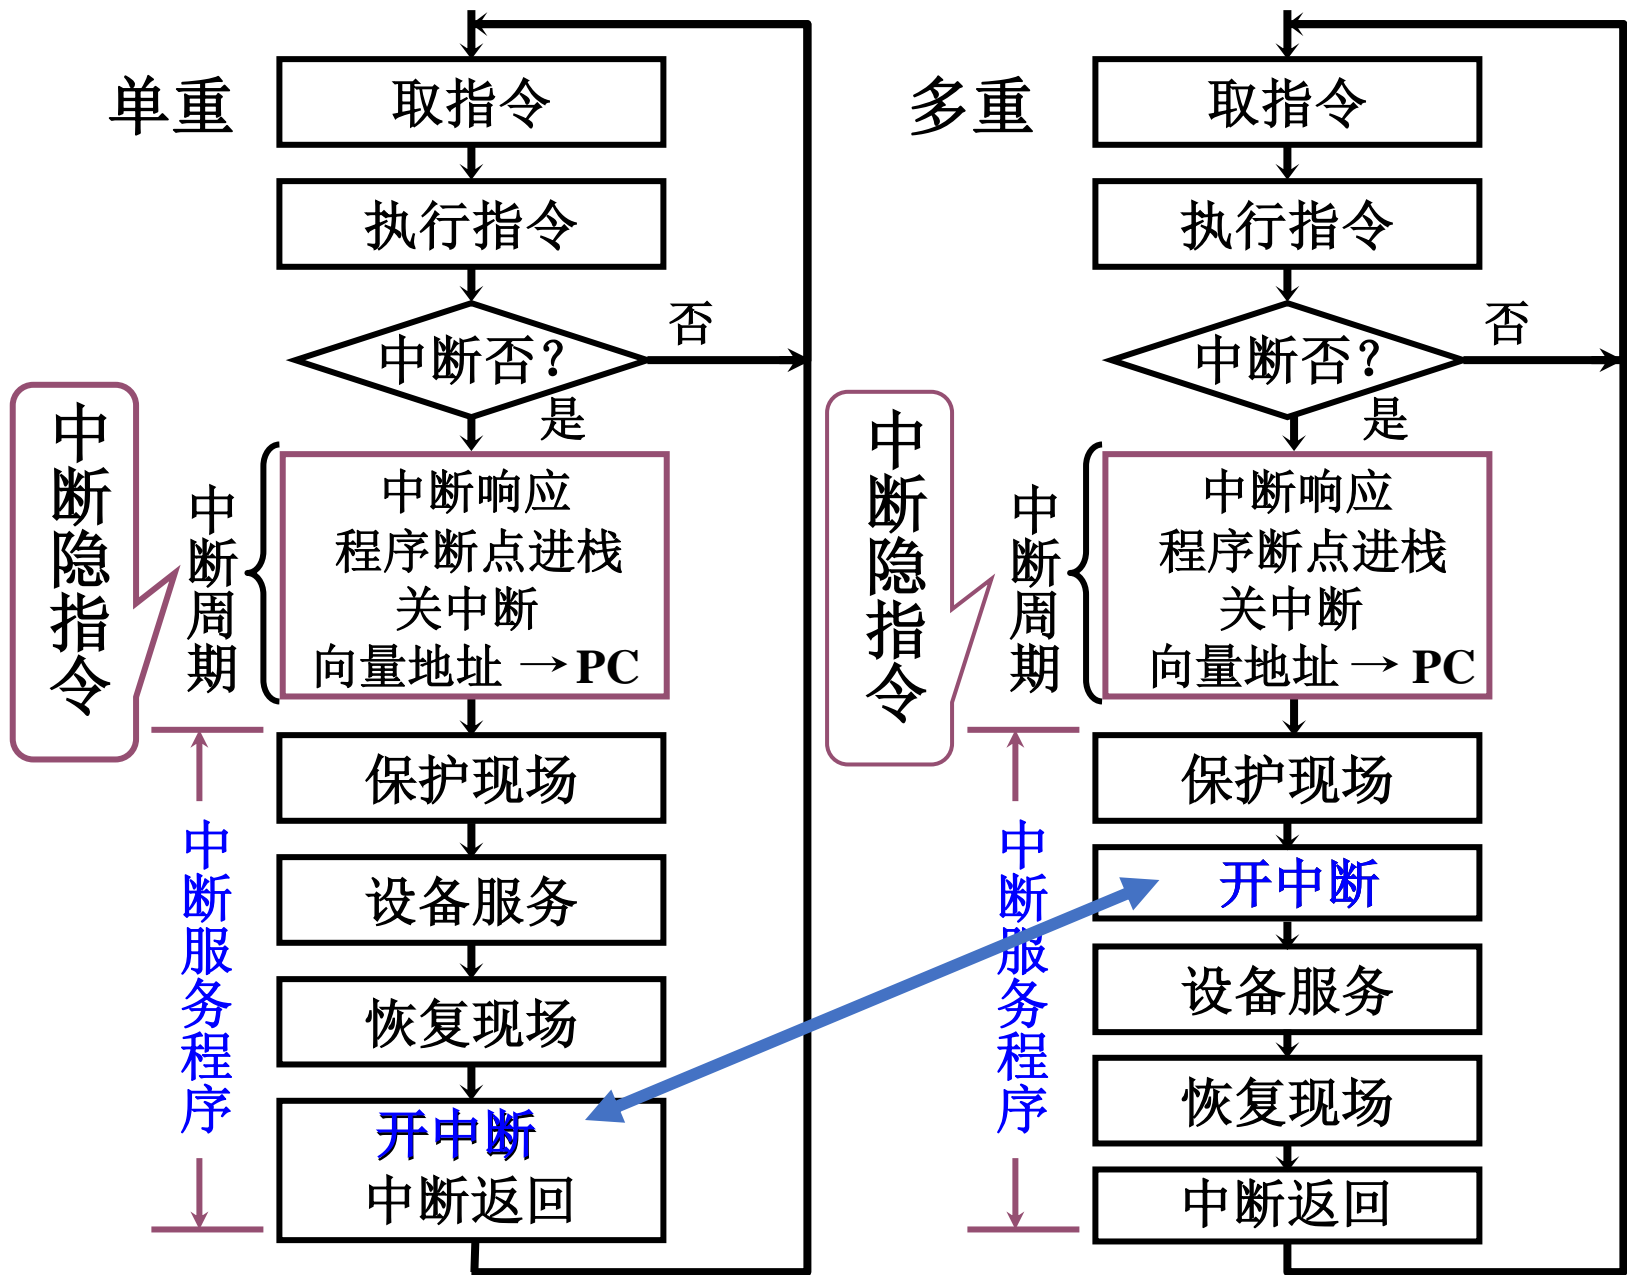 单重
取指令
执行指令
中断否？
否
是
中断隐指令
中断周期
中断响应
程序断点进栈
关中断
向量地址 → PC
中断服务程序
保护现场
设备服务
恢复现场
开中断
中断返回
多重
取指令
执行指令
中断否？
否
是
中断隐指令
中断周期
中断响应
程序断点进栈
关中断
向量地址 → PC
中断服务程序
保护现场
开中断
设备服务
恢复现场
中断返回